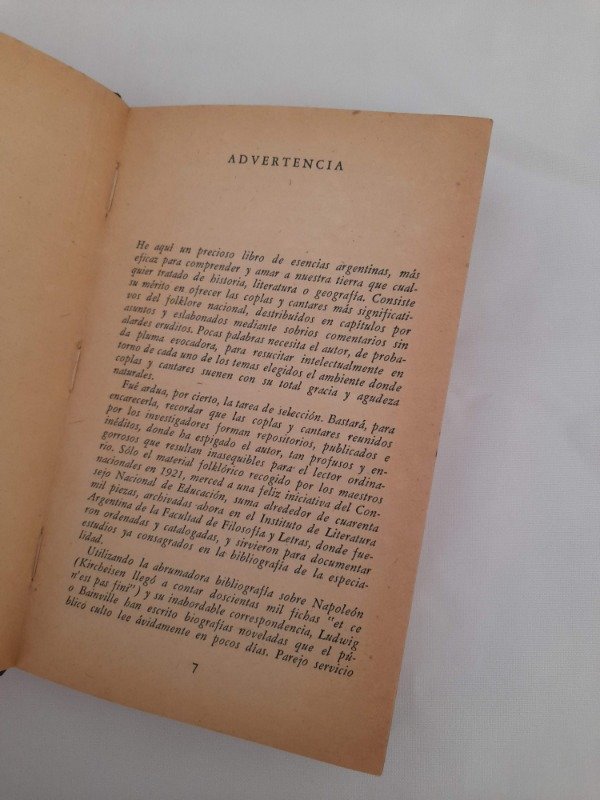 ADVERTENCIA
He aquí un precioso libro de esencias argentinas, más
eficaz para comprender y amar a nuestra tierra que cual-
quier tratado de historia, literatura o geografía. Consiste
su mérito en ofrecer las coplas y cantares más significati-
vos del folklore nacional, destribuídos en capítulos por
asuntos y eslabonados mediante sobrios comentarios sin
alardes eruditos. Pocas palabras necesita el autor, de proba-
da pluma evocadora, para resucitar intelectualmente en
torno de cada uno de los temas elegidos el ambiente donde
coplas y cantares suenen con su total gracia y agudeza
naturales.
Fué ardua, por cierto, la tarea de selección. Bastará, para
encarecerla, recordar que las coplas y cantares reunidos
por los investigadores forman repositorios, publicados e
inéditos, donde ha espigado el autor, tan profusos y en-
gorrosos que resultan inasequibles para el lector ordina-
rio. Sólo el material folklórico recogido por los maestros
nacionales en 1921, merced a una feliz iniciativa del Con-
sejo Nacional de Educación, suma alrededor de cuarenta
mil piezas, archivadas ahora en el Instituto de Literatura
Argentina de la Facultad de Filosofía y Letras, donde fue-
ron ordenadas y catalogadas, y sirvieron para documentar
estudios ya consagrados en la bibliografía de la especia-
lidad.
Utilizando la abrumadora bibliografía sobre Napoleón
(Kircheisen llegó a contar doscientas mil fichas "et ce
n'est pas fini") y su inabordable correspondencia, Ludwig
o Bainville han escrito biografías noveladas que el pú-
blico culto lee ávidamente en pocos días. Parejo servicio
7